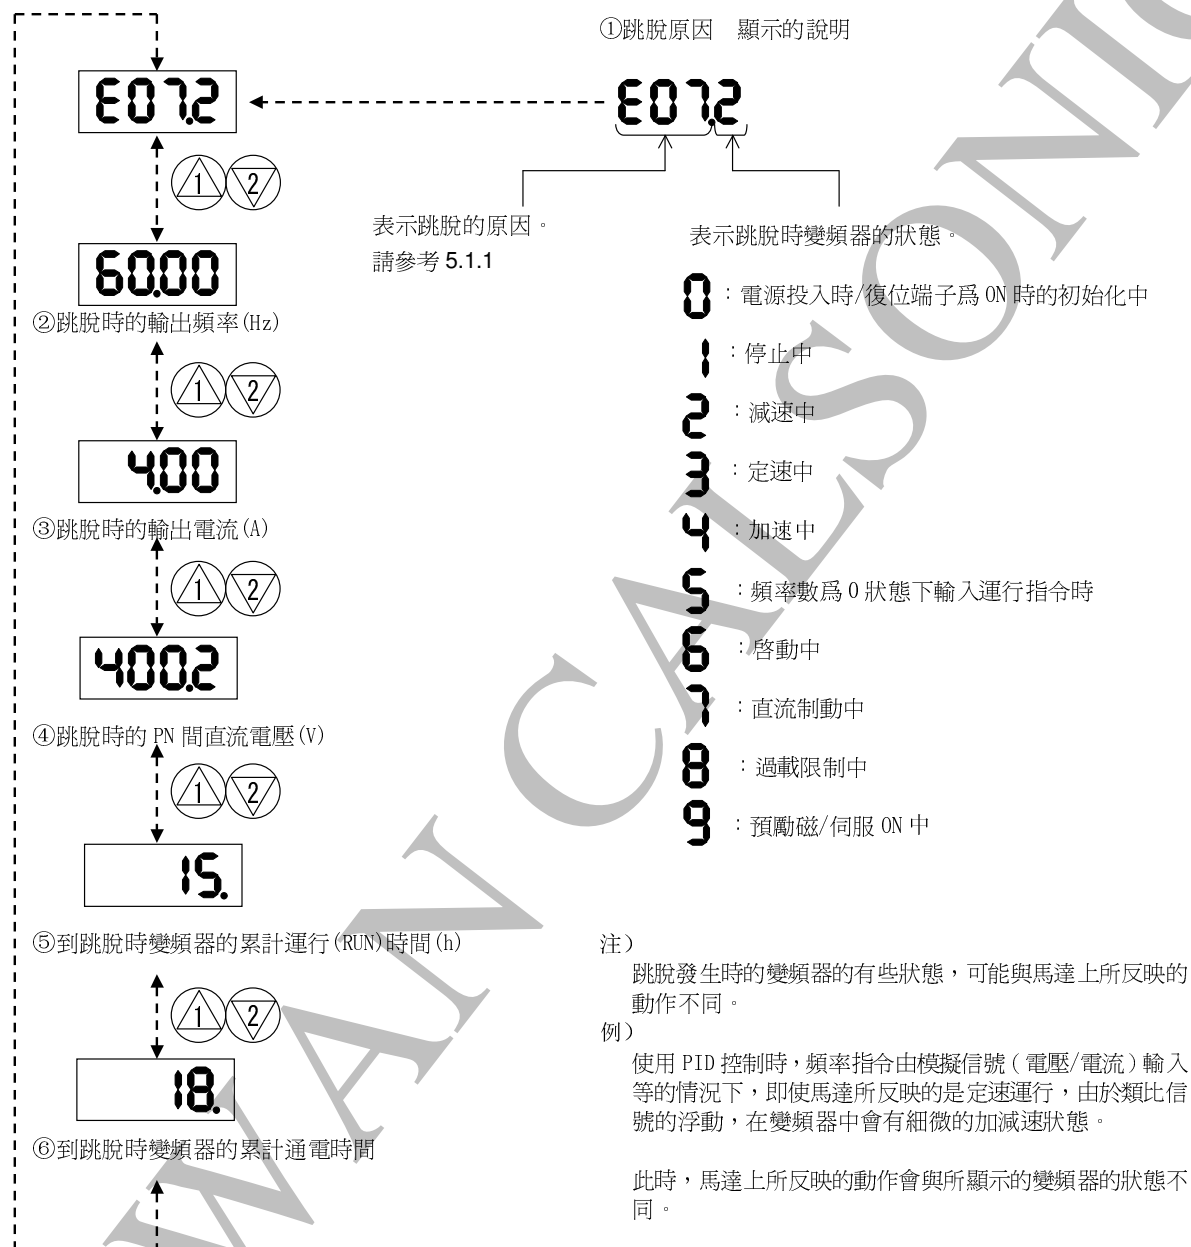 ①跳脫原因　顯示的說明
E07.2
E07.2
1 2
表示跳脫的原因。
請參考 5.1.1
表示跳脫時變頻器的狀態。
60.00
②跳脫時的輸出頻率(Hz)
1 2
4.00
③跳脫時的輸出電流(A)
1 2
400.2
④跳脫時的 PN 間直流電壓(V)
1 2
15.
⑤到跳脫時變頻器的累計運行(RUN)時間(h)
1 2
18.
⑥到跳脫時變頻器的累計通電時間
0：電源投入時/復位端子爲 ON 時的初始化中
1：停止中
2：減速中
3：定速中
4：加速中
5：頻率數爲 0 狀態下輸入運行指令時
6：啓動中
7：直流制動中
8：過載限制中
9：預勵磁/伺服 ON 中
注）
跳脫發生時的變頻器的有些狀態，可能與馬達上所反映的
動作不同。
例）
使用 PID 控制時，頻率指令由模擬信號（電壓/電流）輸入
等的情況下，即使馬達所反映的是定速運行，由於類比信
號的浮動，在變頻器中會有細微的加減速狀態。
此時，馬達上所反映的動作會與所顯示的變頻器的狀態不
同。
WAN CALSONIC